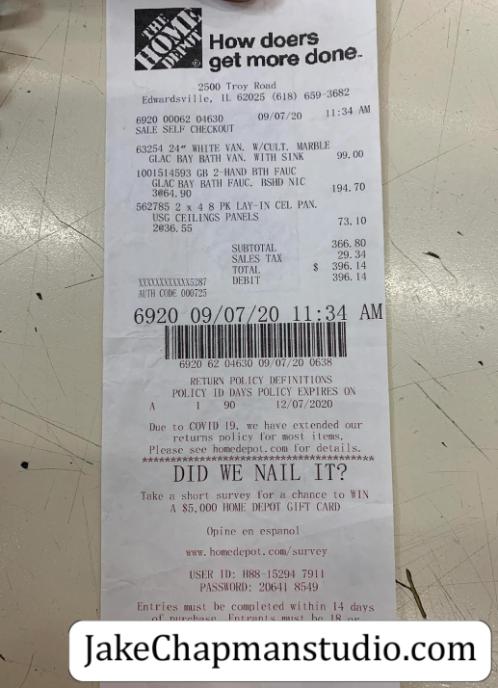 THE
HOME
DEPOT
How doers
get more done.™
2500 Troy Road
Edwardsville, IL 62025 (618) 659-3682
6920 00062 04630 09/07/20 11:34 AM
SALE SELF CHECKOUT
63254 24" WHITE VAN. W/CULT. MARBLE
GLAC BAY BATH VAN. WITH SINK 99.00
1001514593 GB 2-HAND BTH FAUC
GLAC BAY BATH FAUC. BSHD NIC
3@64.90 194.70
562785 2 x 4 8 PK LAY-IN CEL PAN.
USG CEILINGS PANELS
2@36.55 73.10
SUBTOTAL 366.80
SALES TAX 29.34
TOTAL $ 396.14
XXXXXXXXXXXX5287 DEBIT 396.14
AUTH CODE 000725
6920 09/07/20 11:34 AM
6920 62 04630 09/07/20 0638
RETURN POLICY DEFINITIONS
POLICY ID DAYS POLICY EXPIRES ON
A 1 90 12/07/2020
Due to COVID 19, we have extended our
returns policy for most items.
Please see homedepot.com for details.
DID WE NAIL IT?
Take a short survey for a chance to WIN
A $5,000 HOME DEPOT GIFT CARD
Opine en espanol
www.homedepot.com/survey
USER ID: H88-15294 7911
PASSWORD: 20641 8549
Entries must be completed within 14 days
of purchase. Entrants must be 18 or
JakeChapmanstudio.com